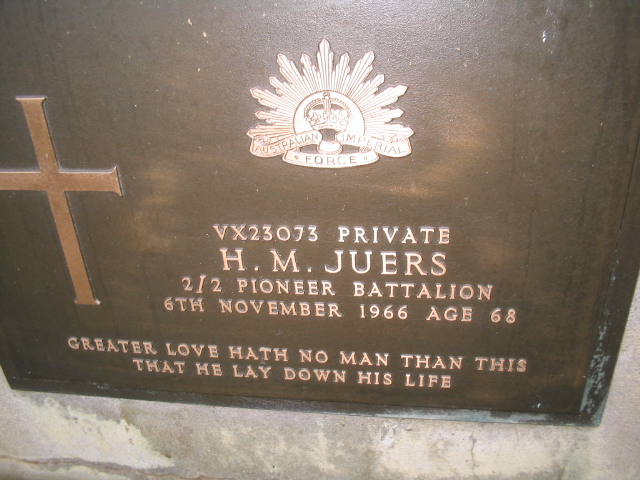 AUSTRALIAN IMPERIAL
FORCE
VX23073 PRIVATE
H. M. JUERS
2/2 PIONEER BATTALION
6TH NOVEMBER 1966 AGE 68
GREATER LOVE HATH NO MAN THAN THIS
THAT HE LAY DOWN HIS LIFE